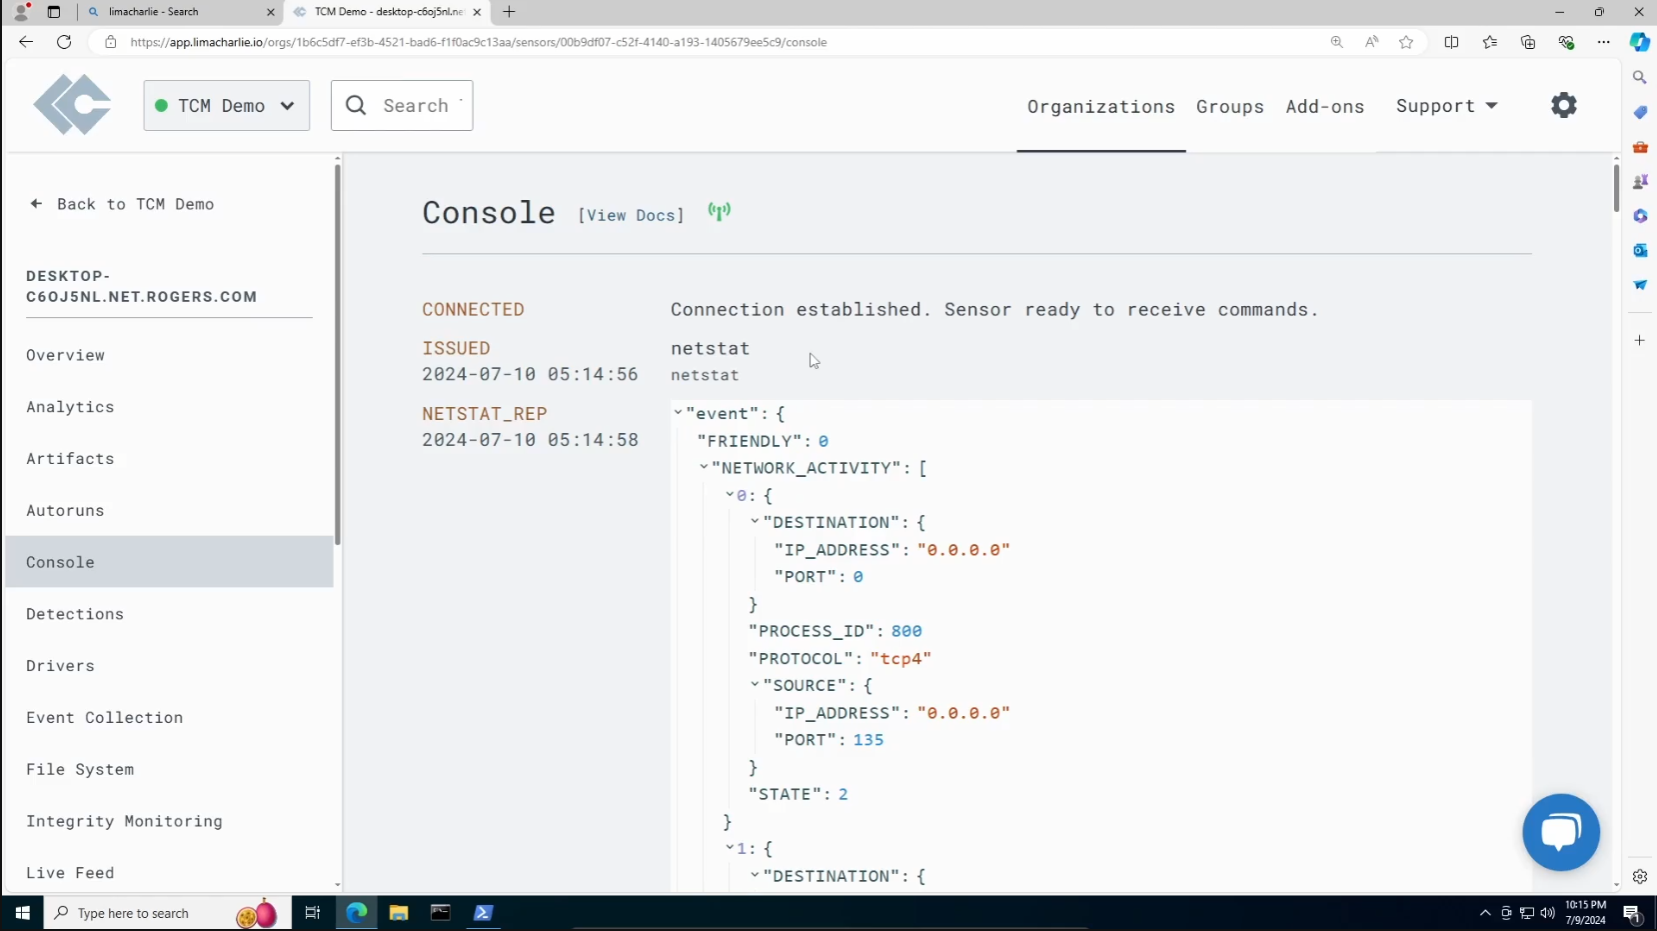 limacharlie - Search
TCM Demo - desktop-c6oj5nl.net
https://app.limacharlie.io/orgs/1b6c5df7-ef3b-4521-bad6-f1f0ac9c13aa/sensors/00b9df07-c52f-4140-a193-1405679ee5c9/console
TCM Demo
Search
Organizations
Groups
Add-ons
Support
Back to TCM Demo
DESKTOP-
C6OJ5NL.NET.ROGERS.COM
Overview
Analytics
Artifacts
Autoruns
Console
Detections
Drivers
Event Collection
File System
Integrity Monitoring
Live Feed
Console [View Docs]
CONNECTED Connection established. Sensor ready to receive commands.
ISSUED netstat
2024-07-10 05:14:56 netstat
NETSTAT_REP
2024-07-10 05:14:58
"event": {
"FRIENDLY": 0
"NETWORK_ACTIVITY": [
0: {
"DESTINATION": {
"IP_ADDRESS": "0.0.0.0"
"PORT": 0
}
"PROCESS_ID": 800
"PROTOCOL": "tcp4"
"SOURCE": {
"IP_ADDRESS": "0.0.0.0"
"PORT": 135
}
"STATE": 2
}
1: {
"DESTINATION": {
Type here to search
10:15 PM
7/9/2024